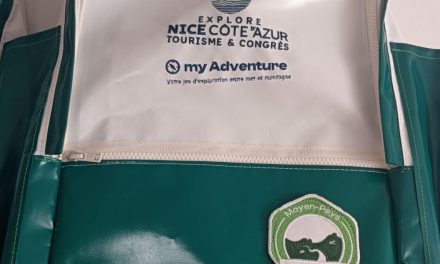 EXPLORE
NICE CÔTE D'AZUR
TOURISME & CONGRÈS
my Adventure
Votre jeu d'exploration entre mer et montagne
Moyen-Pays